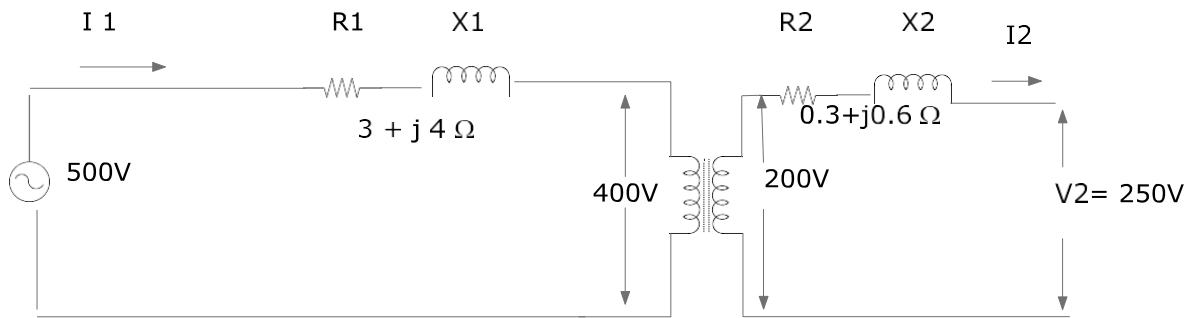 I 1
R1
X1
R2
X2
I2
3 + j 4 Ω
0.3+j0.6 Ω
500V
400V
200V
V2= 250V